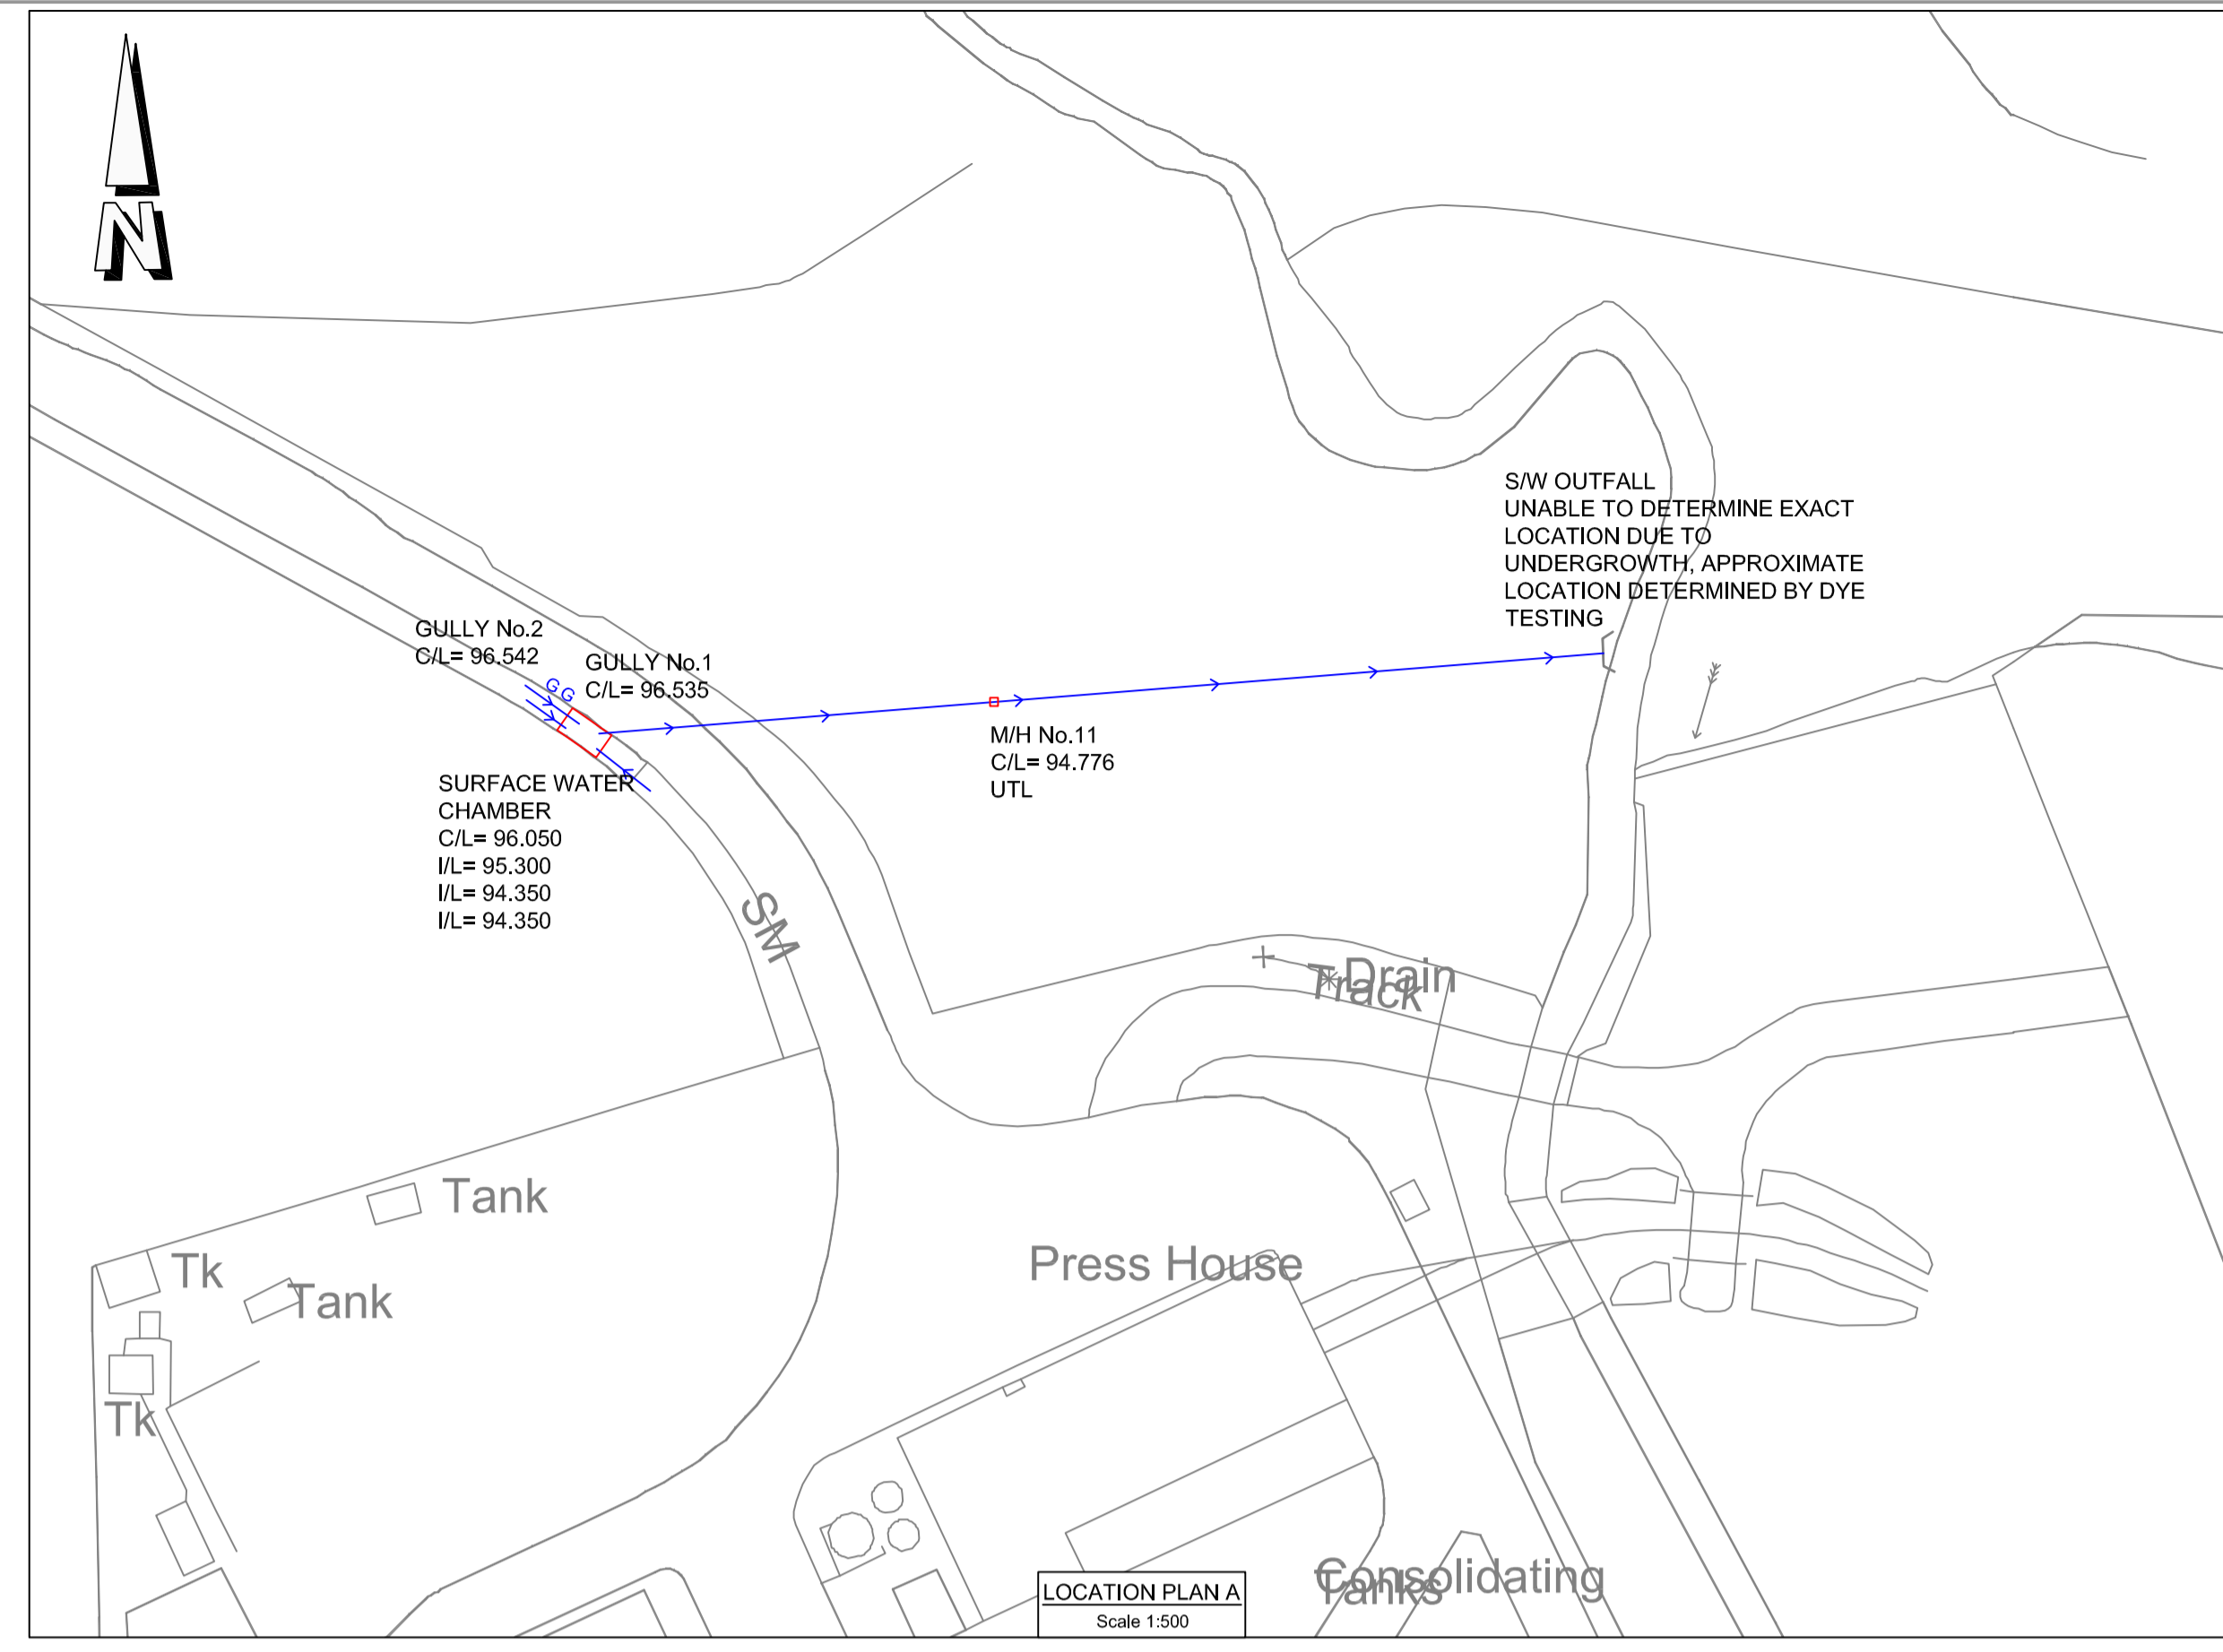 N
S/W OUTFALL
UNABLE TO DETERMINE EXACT
LOCATION DUE TO
UNDERGROWTH, APPROXIMATE
LOCATION DETERMINED BY DYE
TESTING
GULLY No.2
C/L= 96.542
GULLY No.1
C/L= 96.535
G G
M/H No.11
C/L= 94.776
UTL
SURFACE WATER
CHAMBER
C/L= 96.050
I/L= 95.300
I/L= 94.350
I/L= 94.350
SM
Drain
Track
Tank
Tk
Tank
Press House
Tk
Consolidating
Tanks
LOCATION PLAN A
Scale 1:500